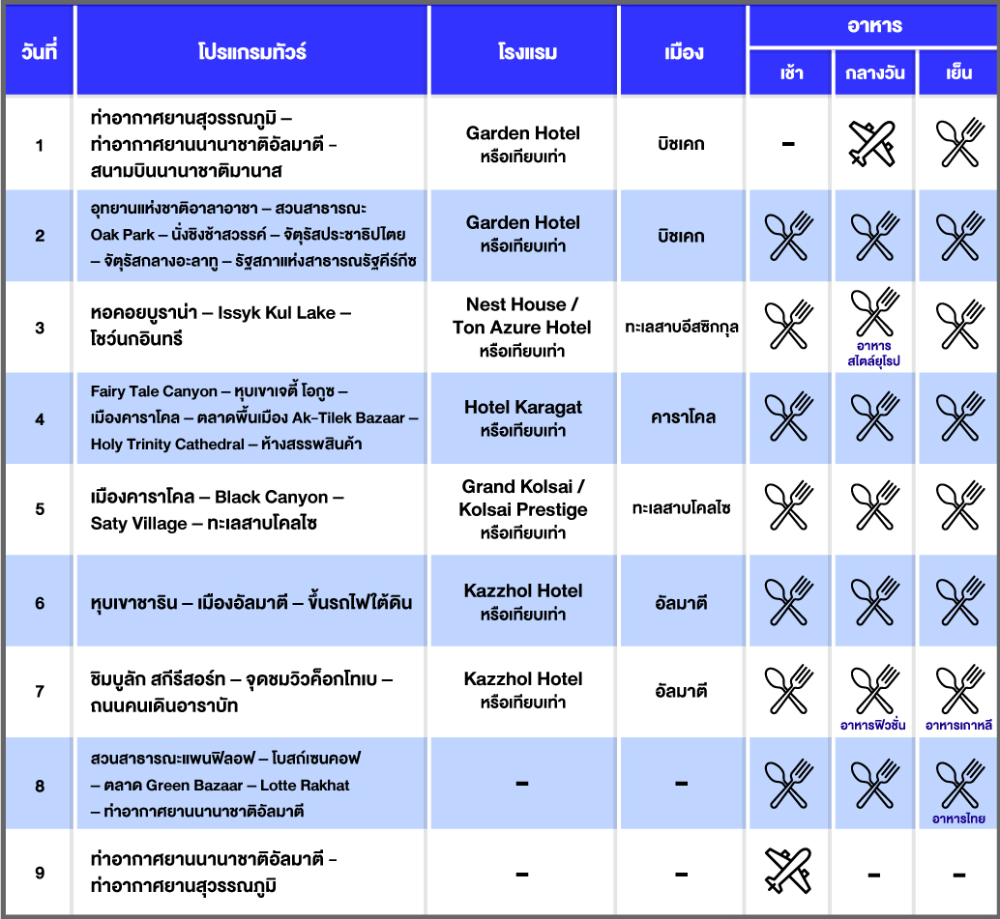 วันที่
โปรแกรมทัวร์
โรงแรม
เมือง
อาหาร
เช้า
กลางวัน
เย็น
1
ท่าอากาศยานสุวรรณภูมิ –
ท่าอากาศยานนานาชาติอัลมาตี -
สนามบินนานาชาติมานาส
Garden Hotel
หรือเทียบเท่า
บิชเคก
-
2
อุทยานแห่งชาติอาลาอาชา – สวนสาธารณะ
Oak Park – นั่งชิงช้าสวรรค์ – จัตุรัสประชาธิปไตย
– จัตุรัสกลางอะลาทู – รัฐสภาแห่งสาธารณรัฐคีร์กีซ
Garden Hotel
หรือเทียบเท่า
บิชเคก
3
หอคอยบูราน่า – Issyk Kul Lake –
โชว์นกอินทรี
Nest House /
Ton Azure Hotel
หรือเทียบเท่า
ทะเลสาบอีสซิกกุล
อาหาร
สไตล์ยุโรป
4
Fairy Tale Canyon – หุบเขาเจตี้ โอกูซ –
เมืองคาราโคล – ตลาดพื้นเมือง Ak-Tilek Bazaar –
Holy Trinity Cathedral – ห้างสรรพสินค้า
Hotel Karagat
หรือเทียบเท่า
คาราโคล
5
เมืองคาราโคล – Black Canyon –
Saty Village – ทะเลสาบโคลไซ
Grand Kolsai /
Kolsai Prestige
หรือเทียบเท่า
ทะเลสาบโคลไซ
6
หุบเขาชาริน – เมืองอัลมาตี – ขึ้นรถไฟใต้ดิน
Kazzhol Hotel
หรือเทียบเท่า
อัลมาตี
7
ชิมบูลัก สกีรีสอร์ท – จุดชมวิวค็อกโทเบ –
ถนนคนเดินอาราบัท
Kazzhol Hotel
หรือเทียบเท่า
อัลมาตี
อาหารฟิวชั่น
อาหารเกาหลี
8
สวนสาธารณะแพนฟิลอฟ – โบสถ์เซนคอฟ
– ตลาด Green Bazaar – Lotte Rakhat
– ท่าอากาศยานนานาชาติอัลมาตี
-
-
อาหารไทย
9
ท่าอากาศยานนานาชาติอัลมาตี -
ท่าอากาศยานสุวรรณภูมิ
-
-
-
-